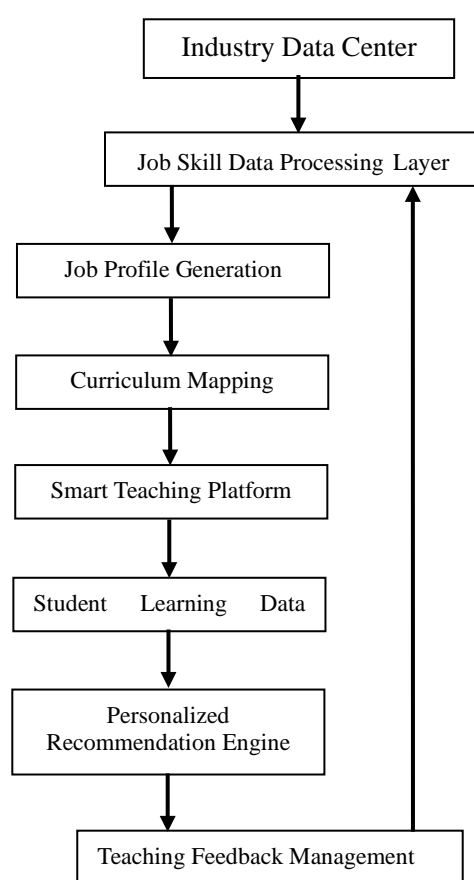 Industry Data Center
Job Skill Data Processing Layer
Job Profile Generation
Curriculum Mapping
Smart Teaching Platform
Student Learning Data
Personalized
Recommendation Engine
Teaching Feedback Management